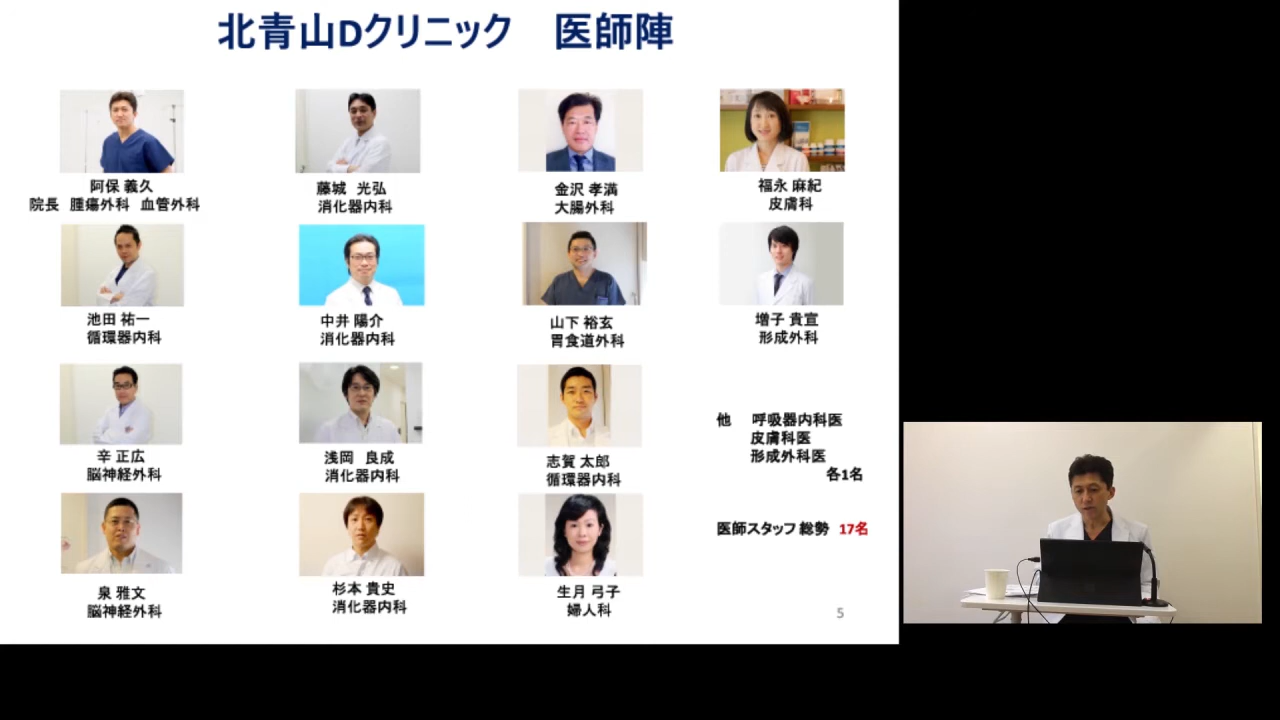 北青山Dクリニック　医師陣
阿保 義久
院長　腫瘍外科　血管外科
藤城　光弘
消化器内科
金沢 孝満
大腸外科
福永 麻紀
皮膚科
池田 祐一
循環器内科
中井 陽介
消化器内科
山下 裕玄
胃食道外科
増子 貴宣
形成外科
辛 正広
脳神経外科
浅岡　良成
消化器内科
志賀 太郎
循環器内科
他　呼吸器内科医
皮膚科医
形成外科医
各1名
泉 雅文
脳神経外科
杉本 貴史
消化器内科
生月 弓子
婦人科
医師スタッフ 総勢　17名
5